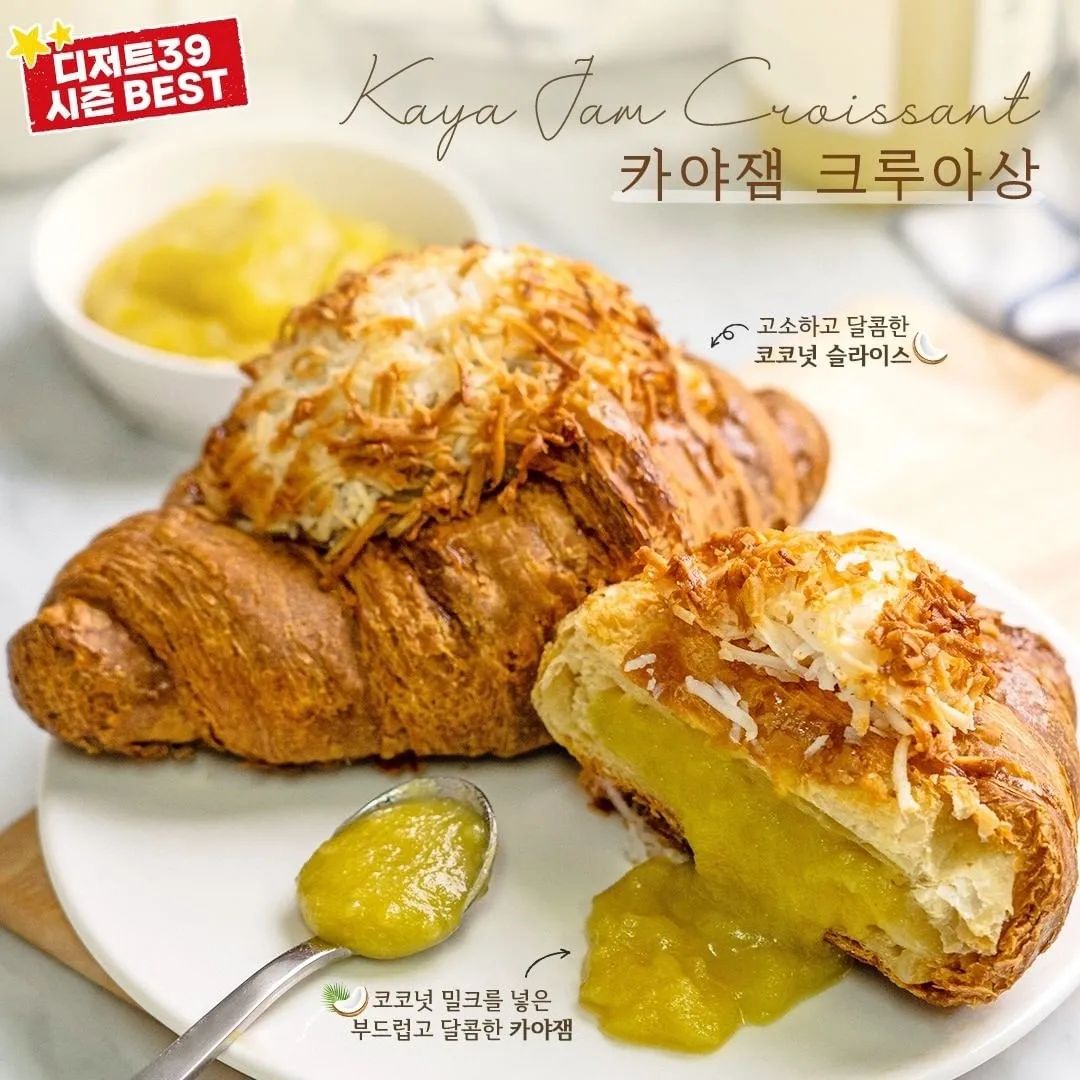 디저트39
시즌 BEST
Kaya Jam Croissant
카야잼 크루아상
고소하고 달콤한
코코넛 슬라이스
코코넛 밀크를 넣은
부드럽고 달콤한 카야잼